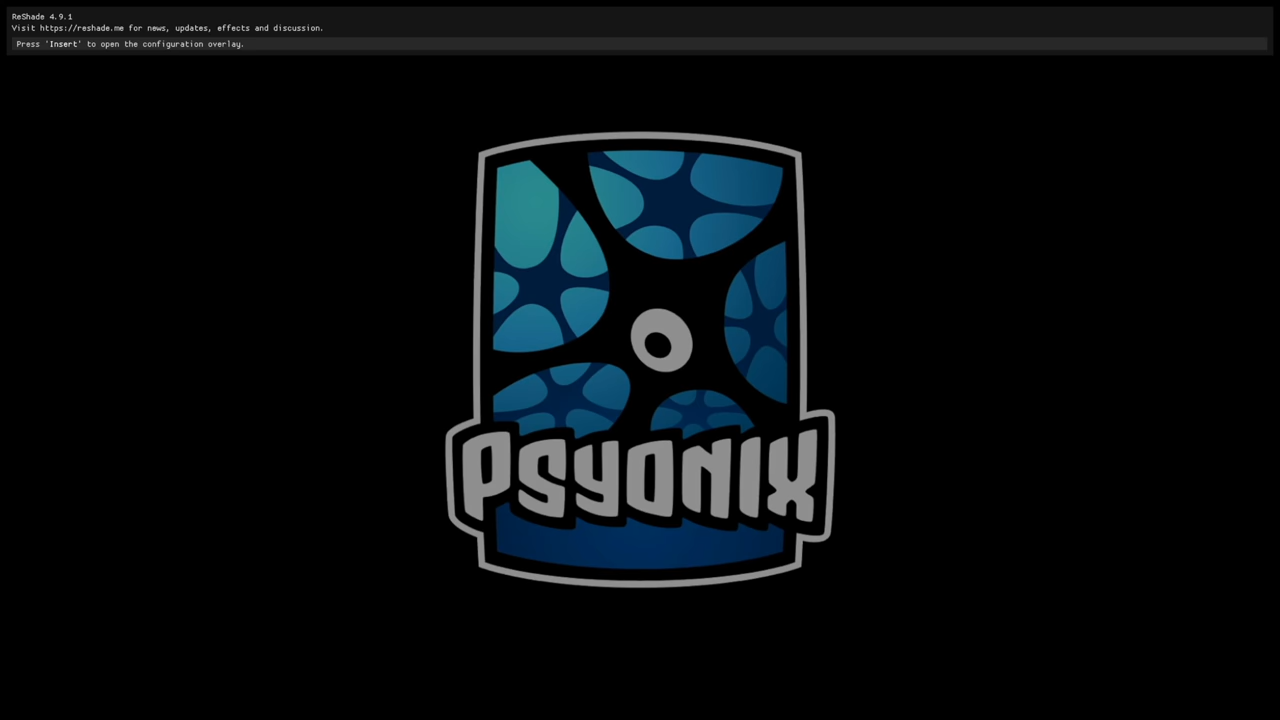 ReShade 4.9.1
Visit https://reshade.me for news, updates, effects and discussion.
Press 'Insert' to open the configuration overlay.
PSYONIX